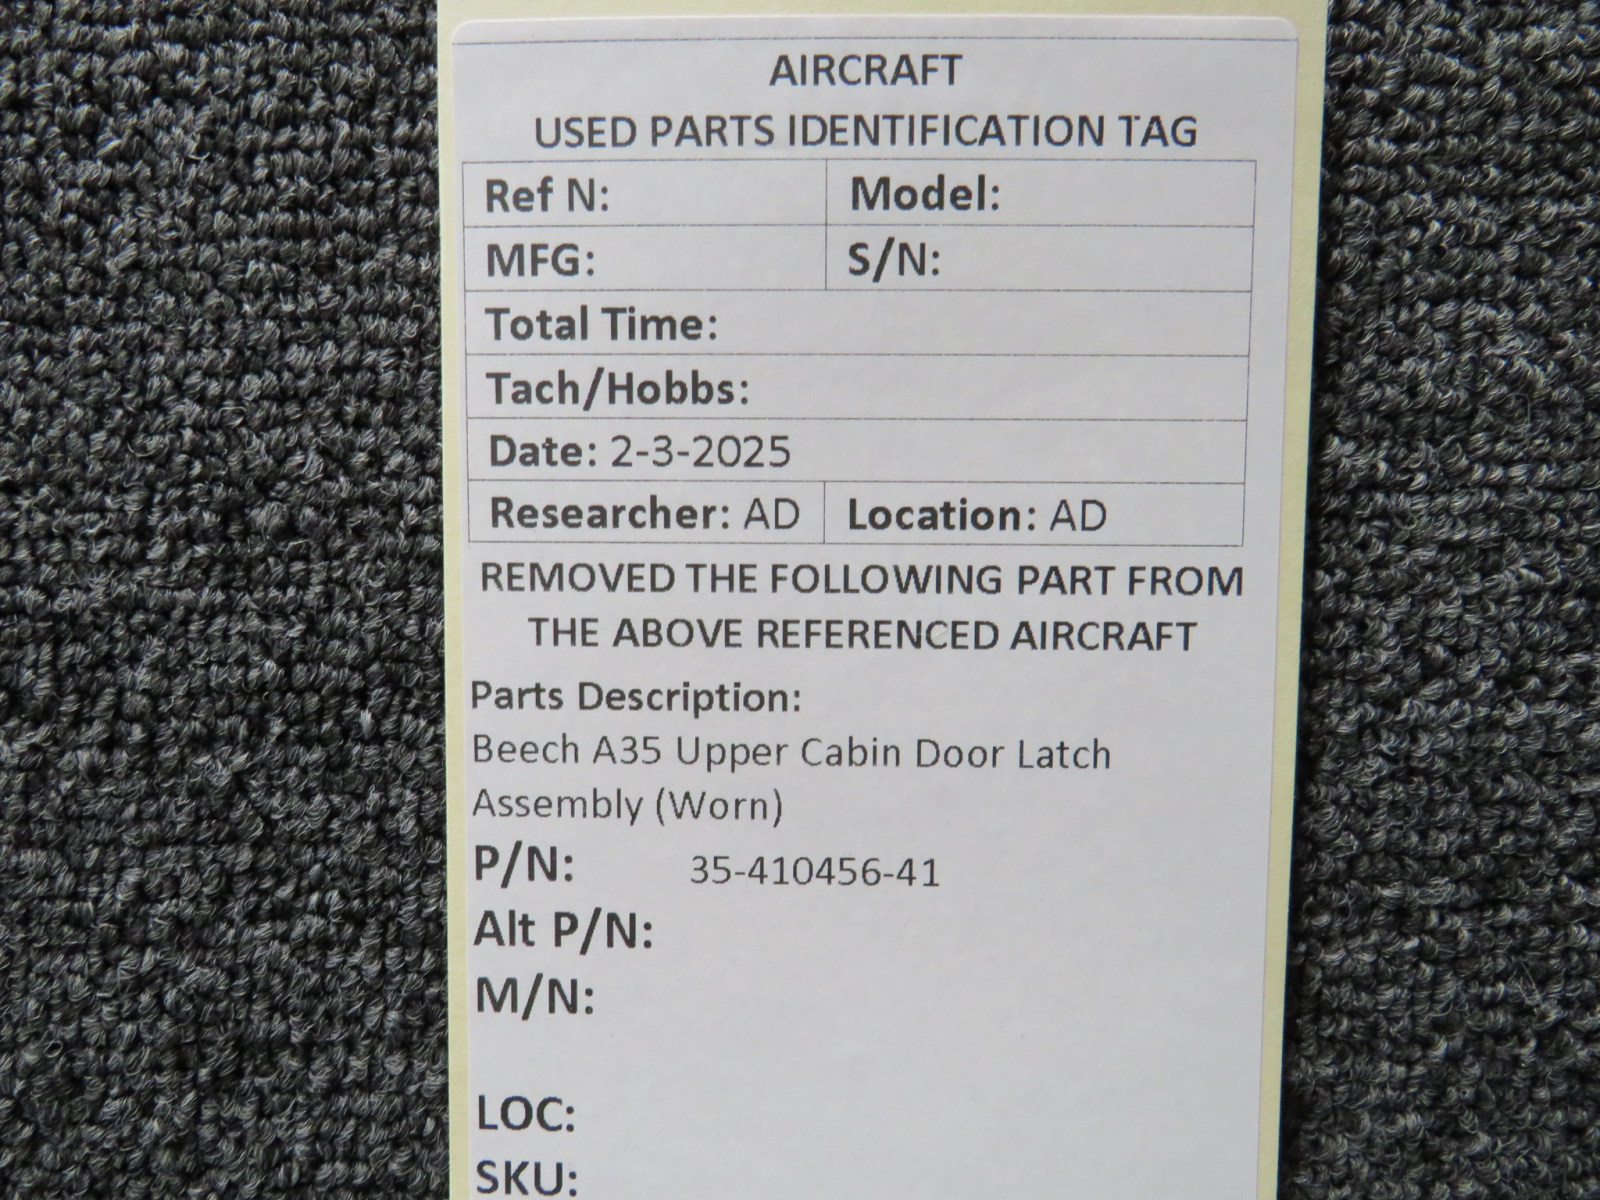 AIRCRAFT
USED PARTS IDENTIFICATION TAG
Ref N: Model:
MFG: S/N:
Total Time:
Tach/Hobbs:
Date: 2-3-2025
Researcher: AD Location: AD
REMOVED THE FOLLOWING PART FROM
THE ABOVE REFERENCED AIRCRAFT
Parts Description:
Beech A35 Upper Cabin Door Latch
Assembly (Worn)
P/N: 35-410456-41
Alt P/N:
M/N:
LOC:
SKU: